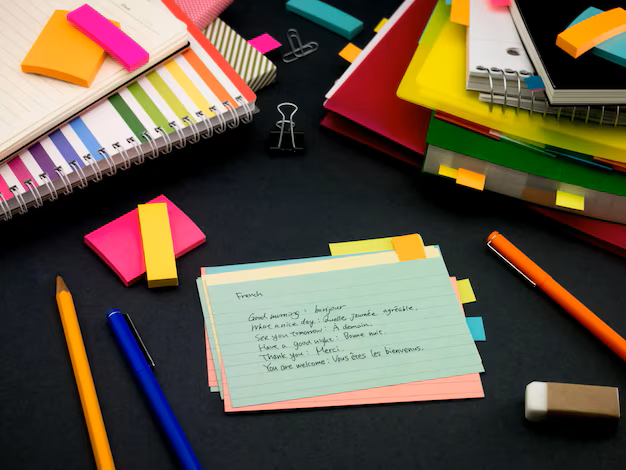 French
Good morning : bonjour
What a nice day : Quelle journée agréable.
See you tomorrow : À demain.
Have a good night : Bonne nuit.
Thank you : Merci
You are welcome : Vous êtes les bienvenus.